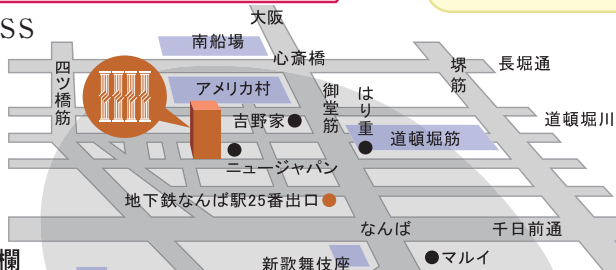 SS
大阪
南船場
心斎橋
四ツ橋筋
アメリカ村
御堂筋
はり重
堺筋
長堀通
吉野家
道頓堀筋
道頓堀川
ニュージャパン
地下鉄なんば駅25番出口
なんば
千日前通
欄
新歌舞伎座
マルイ